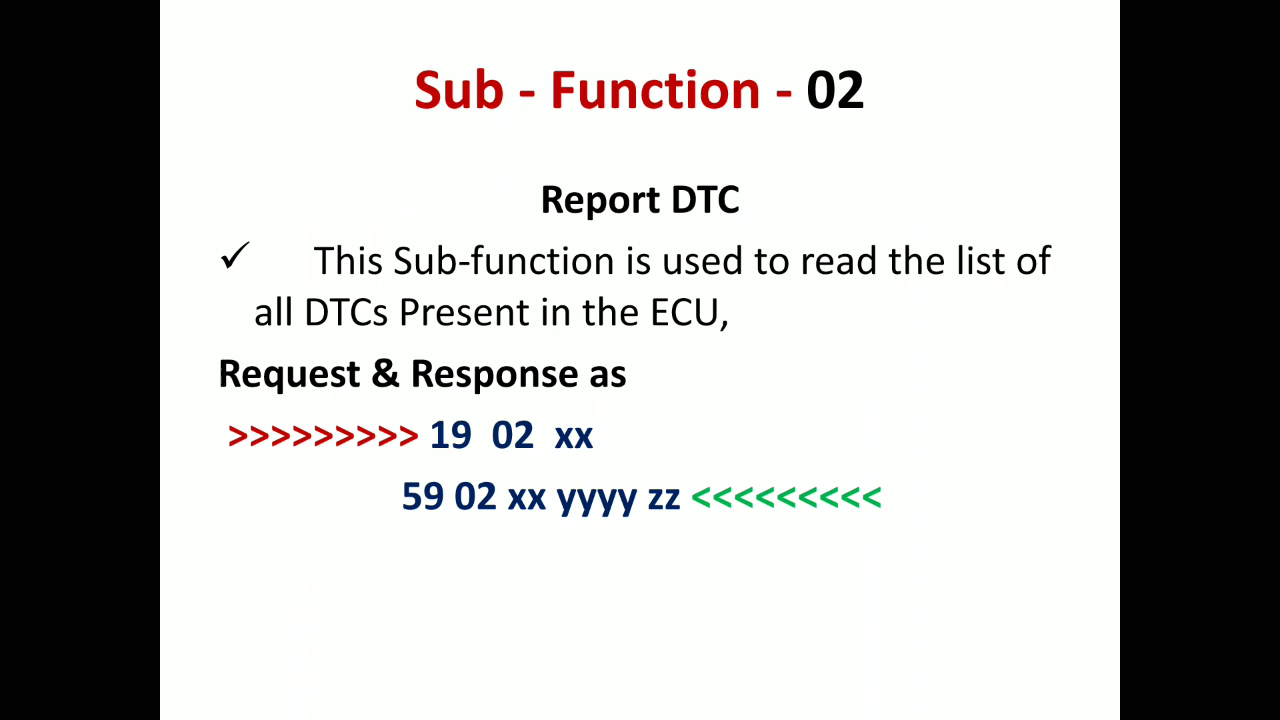 Sub - Function - 02
Report DTC
✓ This Sub-function is used to read the list of
all DTCs Present in the ECU,
Request & Response as
>>>>>>>>> 19 02 xx
59 02 xx yyyy zz <<<<<<<<<